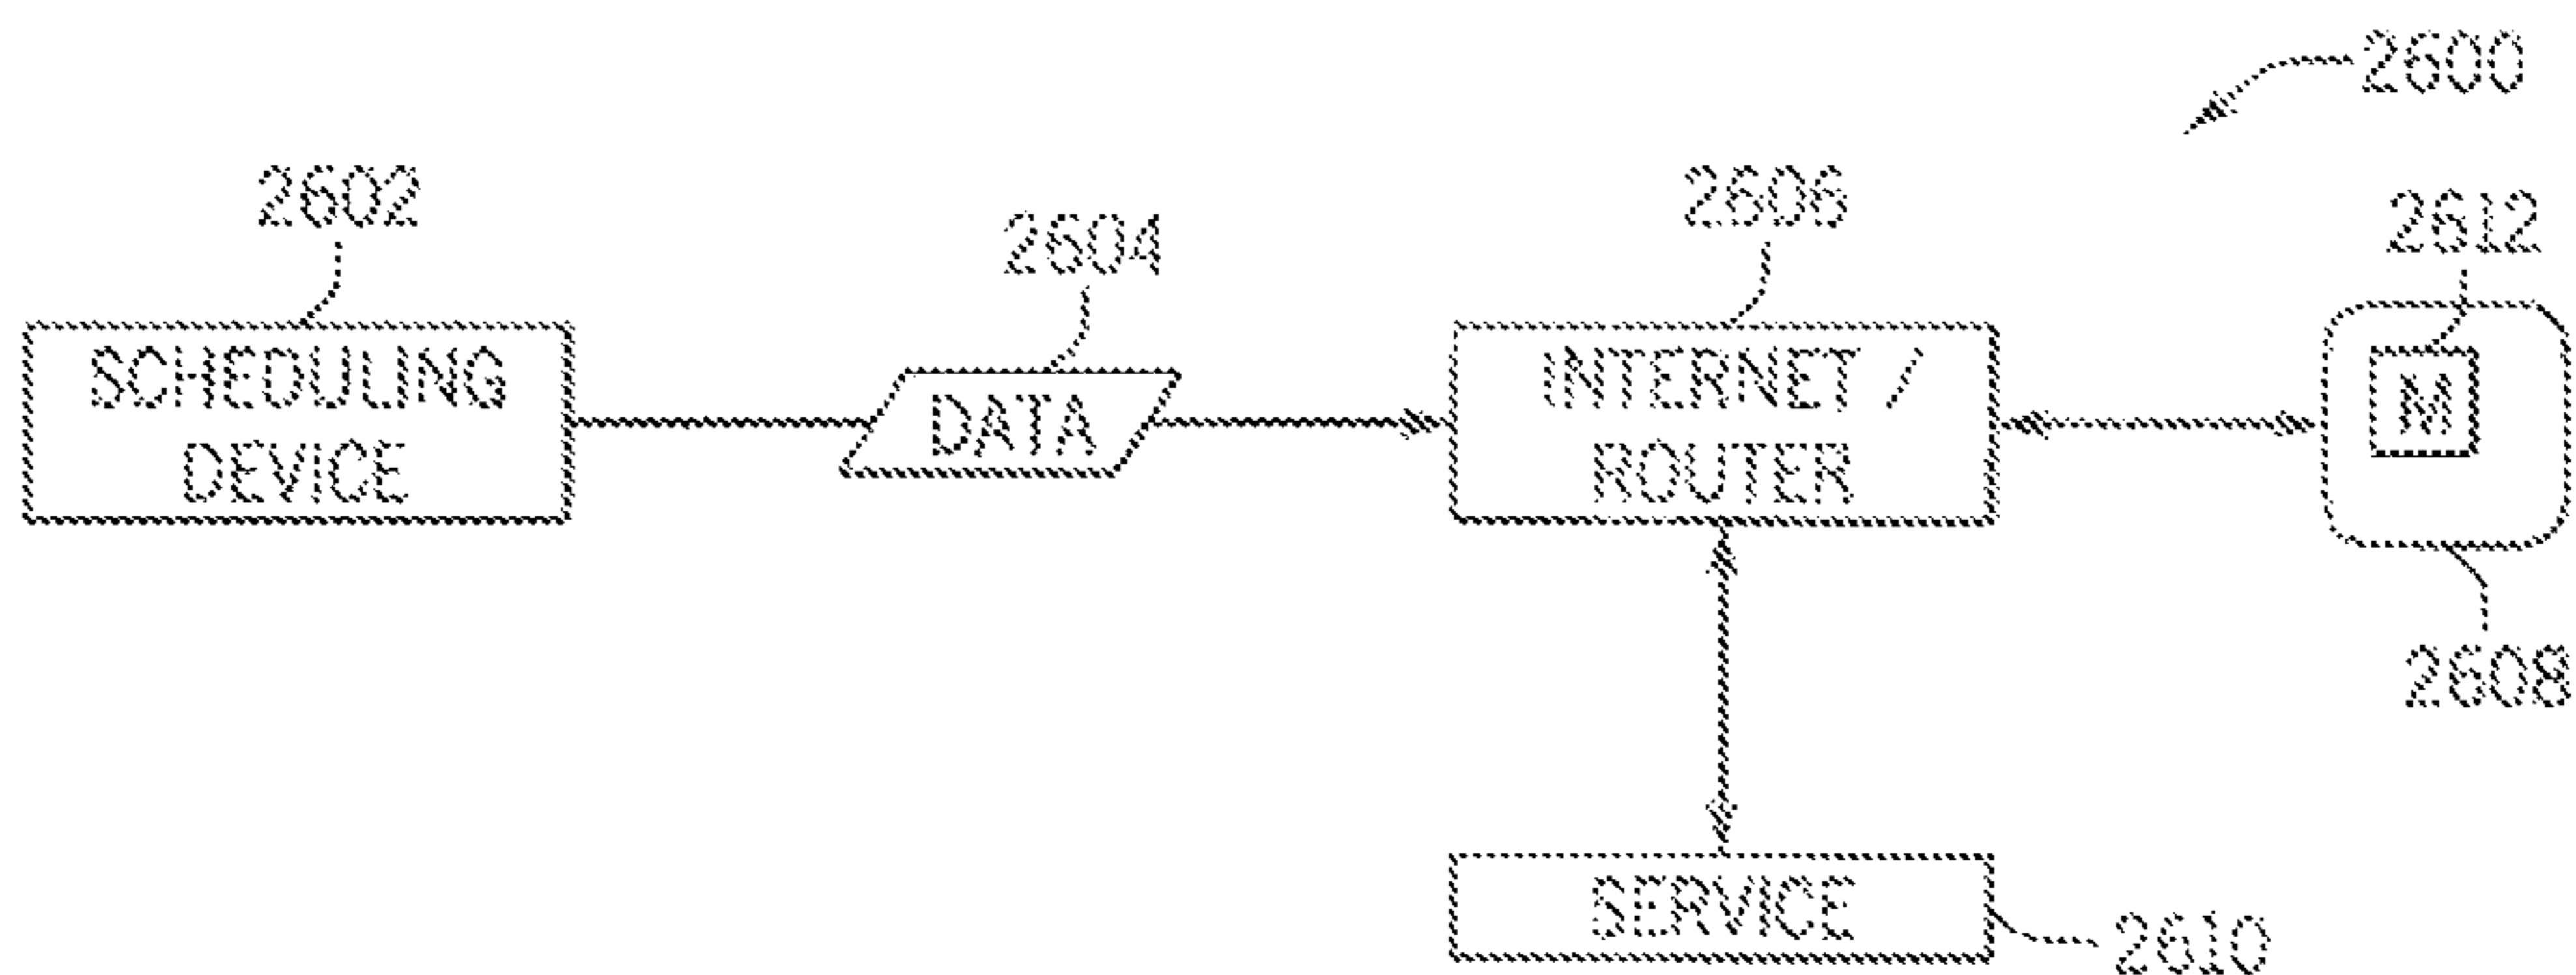 2600
2602
2604
2606
2612
SCHEDULING
DEVICE
DATA
INTERNET /
ROUTER
M
2608
SERVICE
2610